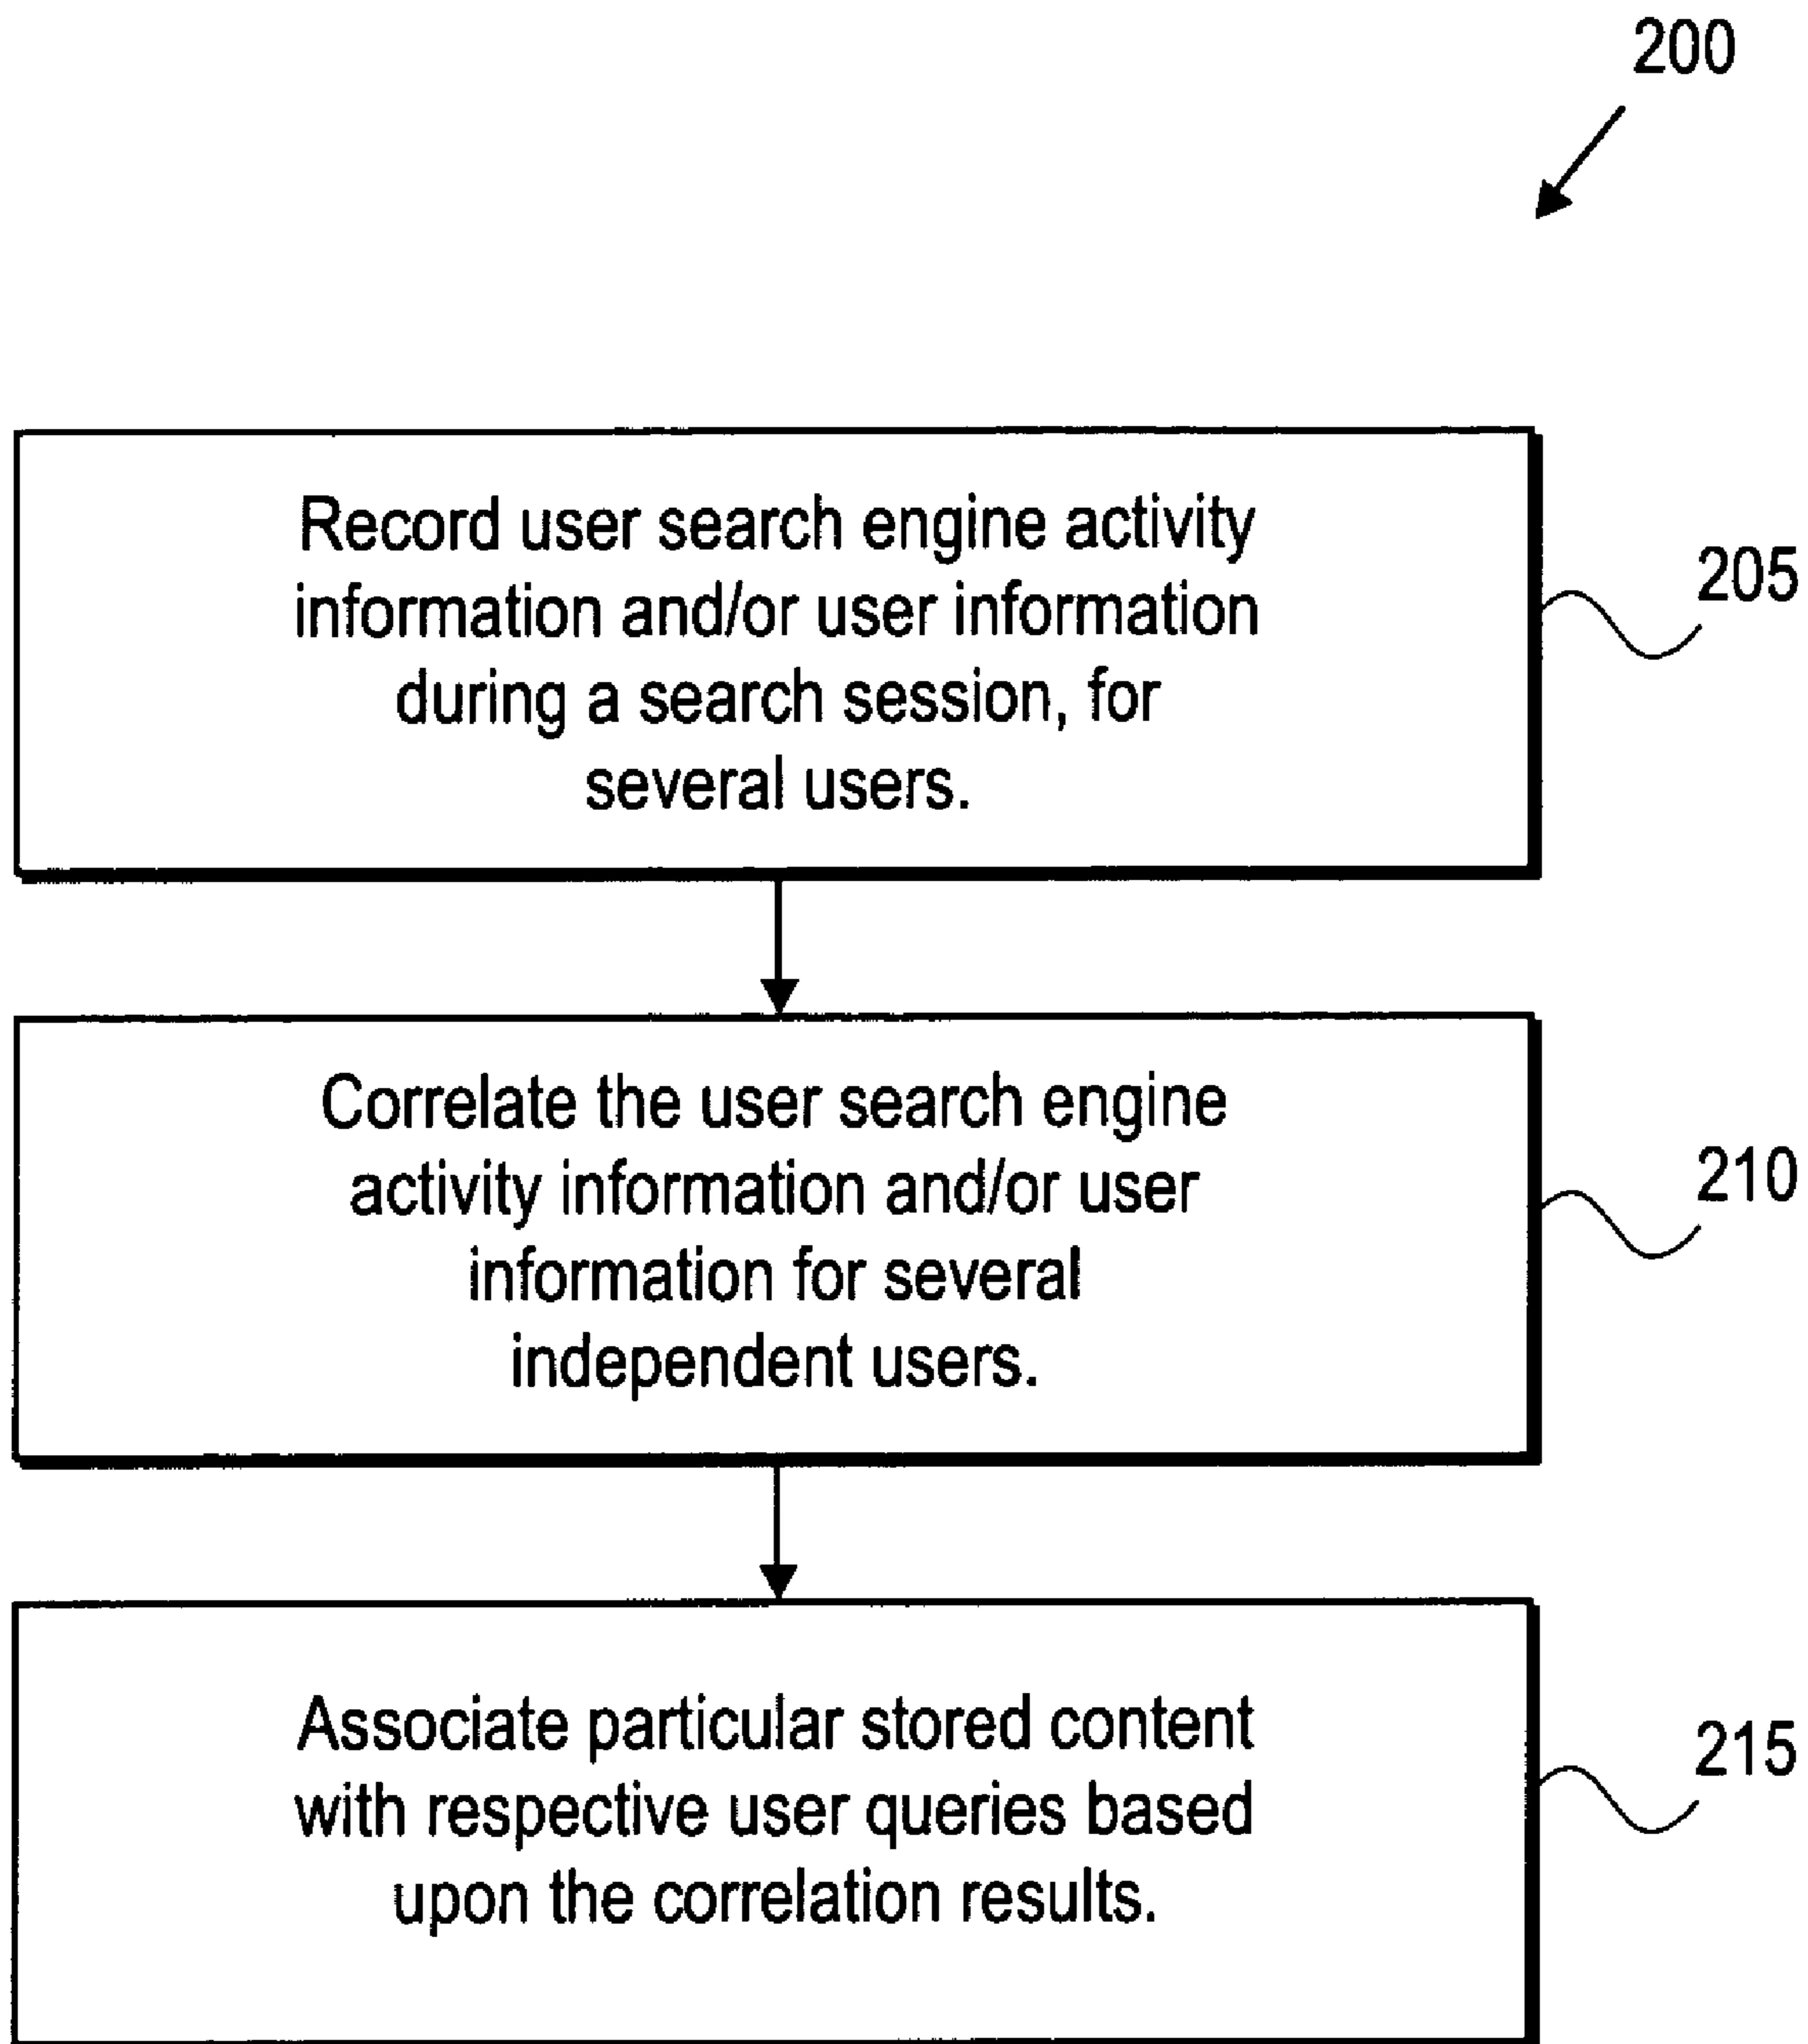 200
Record user search engine activity
information and/or user information
during a search session, for
several users.
205
Correlate the user search engine
activity information and/or user
information for several
independent users.
210
Associate particular stored content
with respective user queries based
upon the correlation results.
215